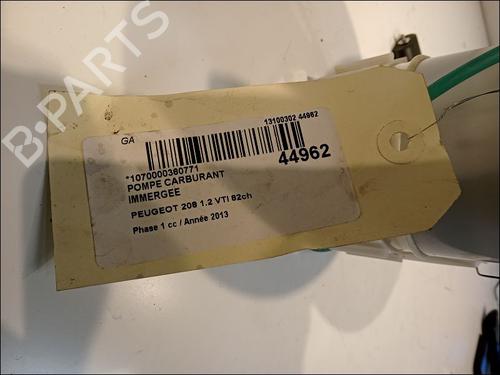 B-PARTS
GA
13100302 44962
*1070000360771
44962
POMPE CARBURANT
IMMERGEE
PEUGEOT 208 1.2 VTI 82ch
Phase 1 cc / Année 2013